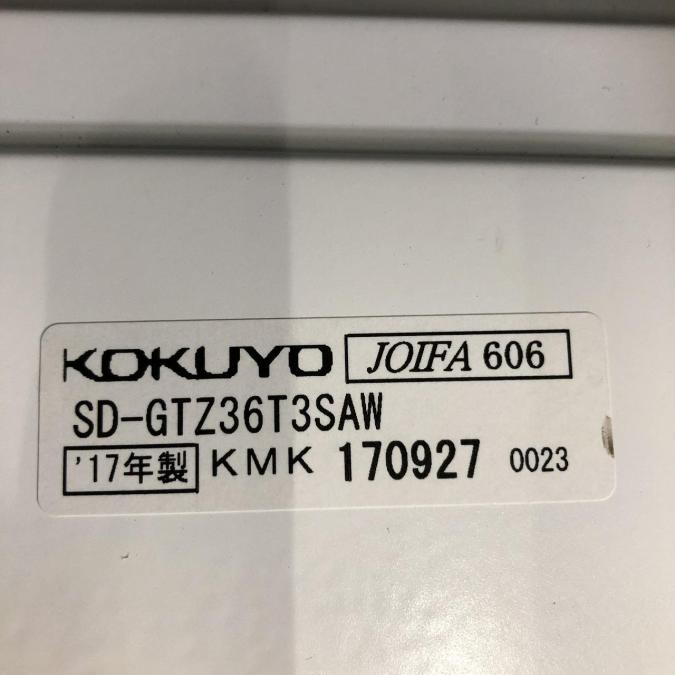 KOKUYO JOIFA 606
SD-GTZ36T3SAW
'17年製 KMK 170927 0023